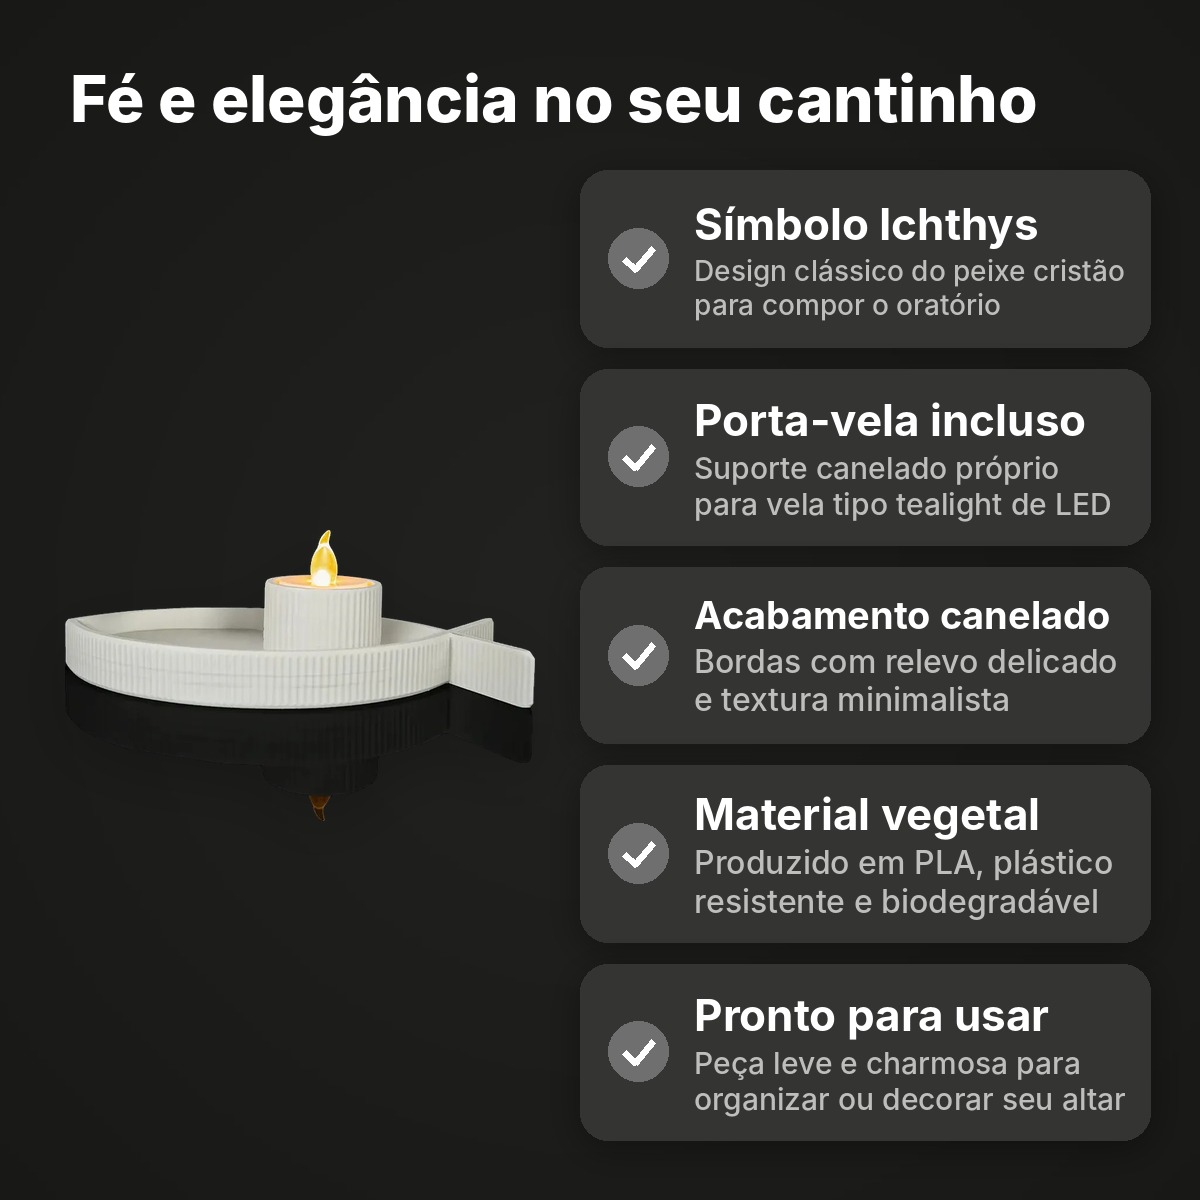 Fé e elegância no seu cantinho
Símbolo Ichthys
Design clássico do peixe cristão
para compor o oratório
Porta-vela incluso
Suporte canelado próprio
para vela tipo tealight de LED
Acabamento canelado
Bordas com relevo delicado
e textura minimalista
Material vegetal
Produzido em PLA, plástico
resistente e biodegradável
Pronto para usar
Peça leve e charmosa para
organizar ou decorar seu altar